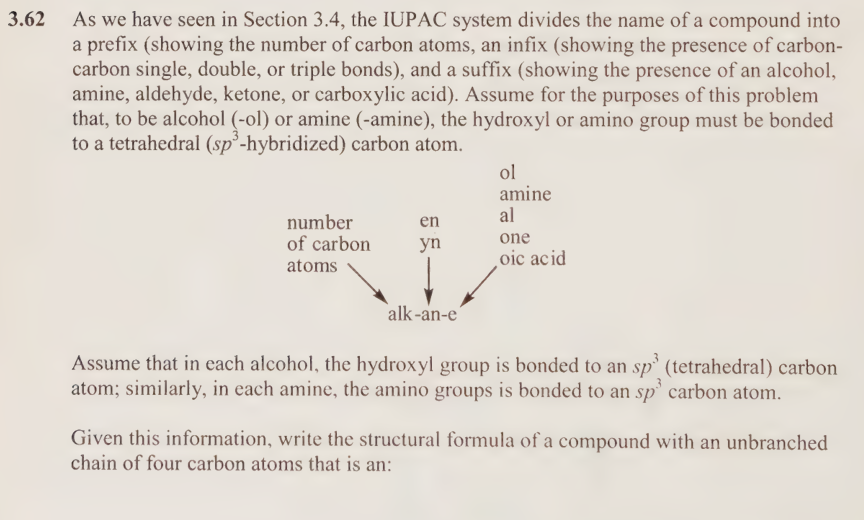 3.62 As we have seen in Section 3.4, the IUPAC system divides the name of a compound into
a prefix (showing the number of carbon atoms, an infix (showing the presence of carbon-
carbon single, double, or triple bonds), and a suffix (showing the presence of an alcohol,
amine, aldehyde, ketone, or carboxylic acid). Assume for the purposes of this problem
that, to be alcohol (-ol) or amine (-amine), the hydroxyl or amino group must be bonded
to a tetrahedral (sp³-hybridized) carbon atom.
ol
amine
number en al
of carbon yn one
atoms oic acid
alk-an-e
Assume that in each alcohol, the hydroxyl group is bonded to an sp³ (tetrahedral) carbon
atom; similarly, in each amine, the amino groups is bonded to an sp³ carbon atom.
Given this information, write the structural formula of a compound with an unbranched
chain of four carbon atoms that is an: